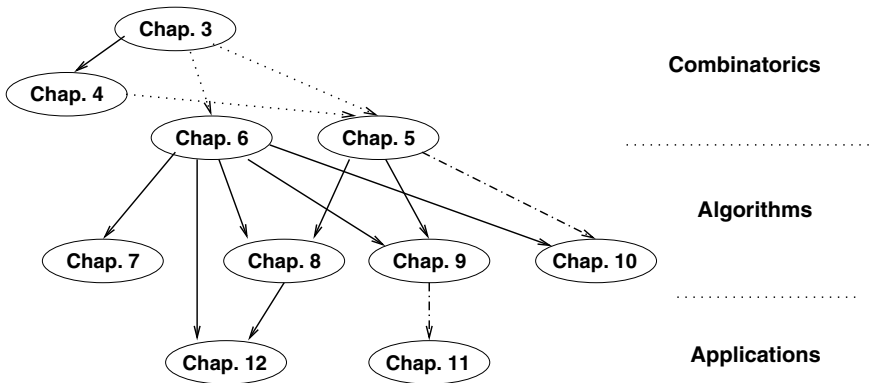 Chap. 3
Combinatorics
Chap. 4
Chap. 6
Chap. 5
Algorithms
Chap. 7
Chap. 8
Chap. 9
Chap. 10
Chap. 12
Chap. 11
Applications